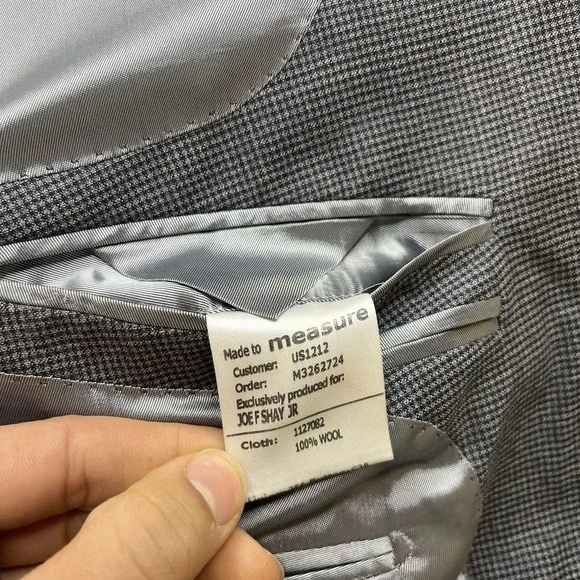 Made to measure
Customer: US1212
Order: M3262724
Exclusively produced for:
JOE F SHAY JR
Cloth: 1127082
100% WOOL